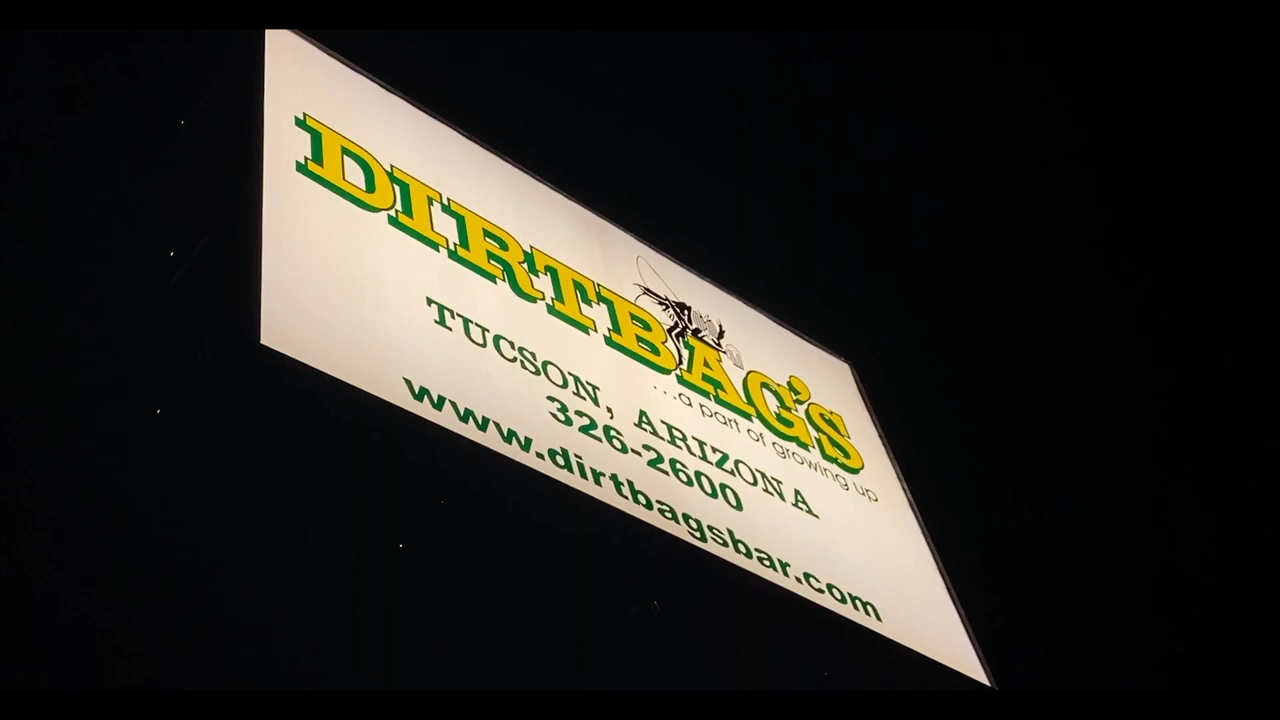 DIRTBAG'S
...a part of growing up
TUCSON, ARIZONA
326-2600
www.dirtbagsbar.com